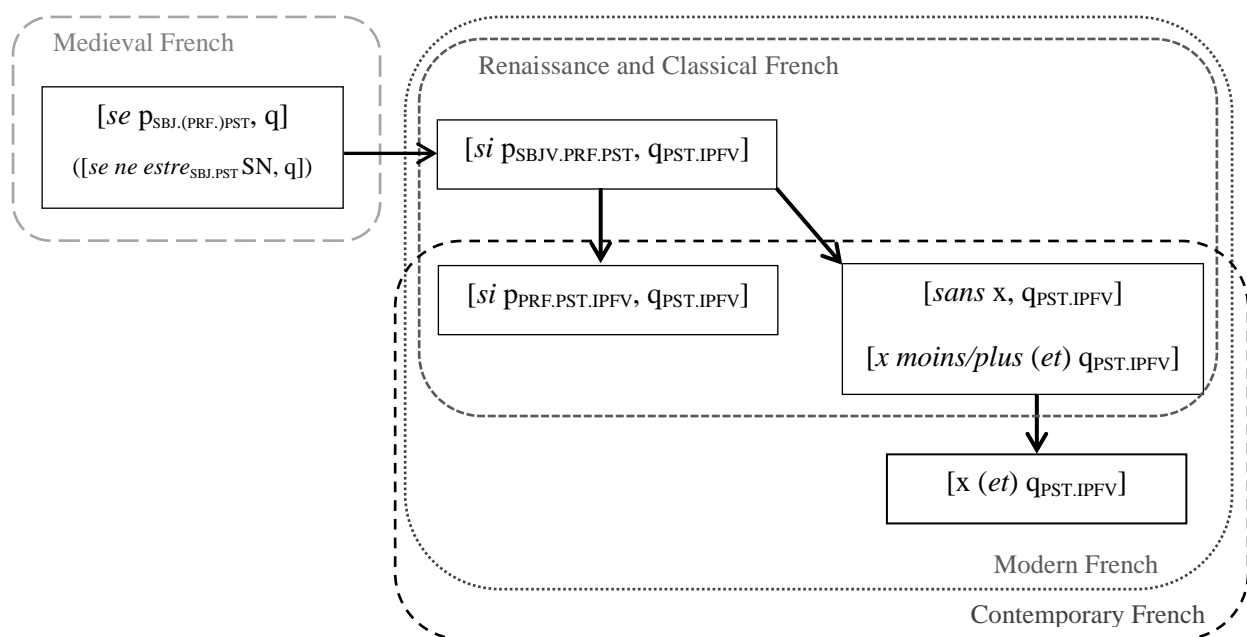 Medieval French
[se pSBJ.(PRF.)PST, q]
([se ne estreSBJ.PST SN, q])
Renaissance and Classical French
[si pSBJV.PRF.PST, qPST.IPFV]
[si pPRF.PST.IPFV, qPST.IPFV]
[sans x, qPST.IPFV]
[x moins/plus (et) qPST.IPFV]
[x (et) qPST.IPFV]
Modern French
Contemporary French